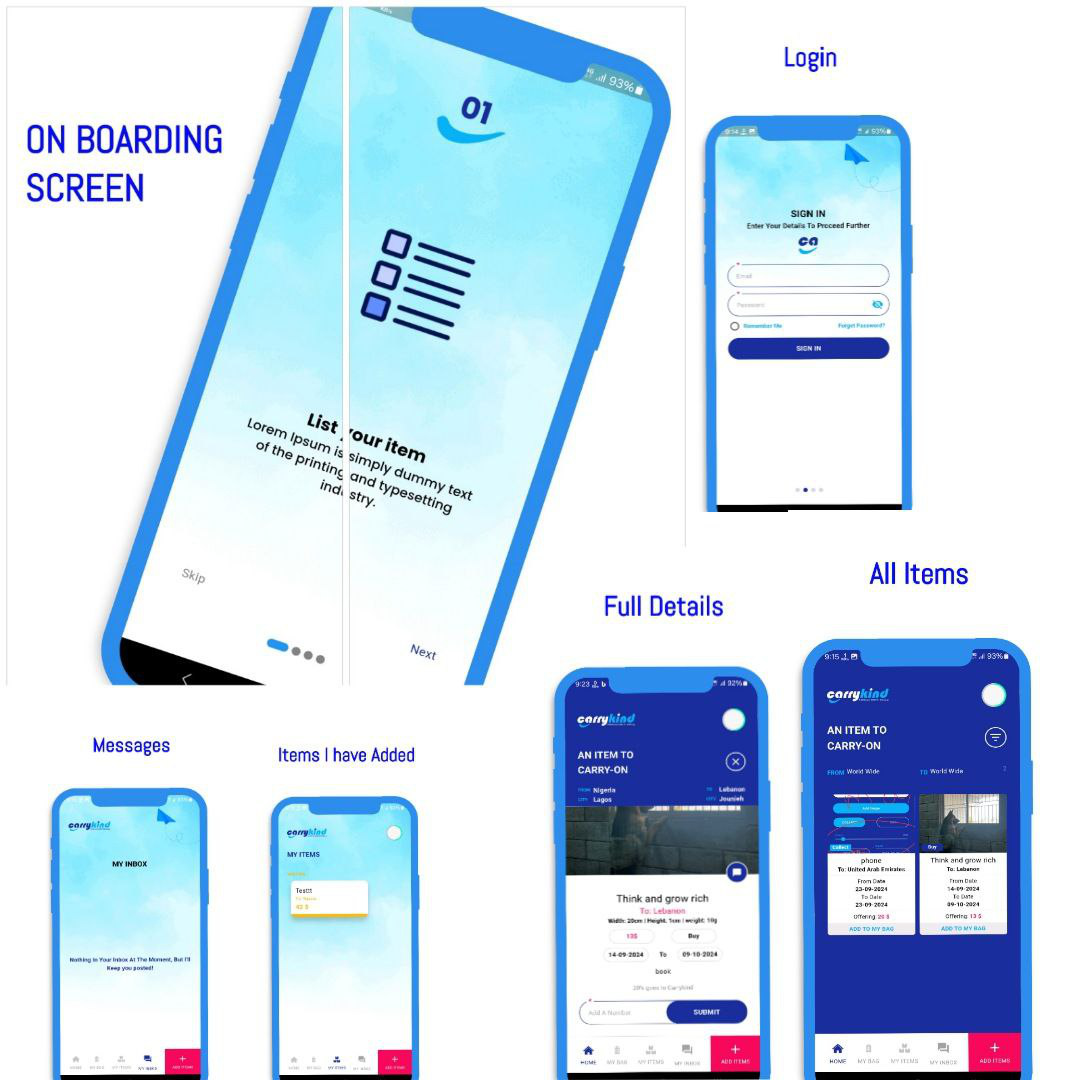 ON BOARDING
SCREEN
93%
01
List your item
Lorem Ipsum is simply dummy text
of the printing and typesetting
industry.
Skip
Next
Login
9:14
93%
SIGN IN
Enter Your Details To Proceed Further
ca
Email
Password
Remember Me
Forget Password?
SIGN IN
Messages
carrykind
MY INBOX
Nothing In Your Inbox At The Moment, But I'll
Keep you posted!
HOME
MY BAG
MY ITEMS
MY INBOX
ADD ITEMS
Items I have Added
carrykind
MY ITEMS
Testtt
43 $
HOME
MY BAG
MY ITEMS
MY INBOX
ADD ITEMS
Full Details
9:23
92%
carrykind
AN ITEM TO
CARRY-ON
FROM Nigeria
TO Lebanon
CITY Lagos
CITY Jounieh
Think and grow rich
To: Lebanon
Width: 20cm | Height: 1cm | weight: 10g
13$
Buy
14-09-2024
To
09-10-2024
book
20% goes to Carrykind
Add A Number
SUBMIT
HOME
MY BAG
MY ITEMS
MY INBOX
ADD ITEMS
All Items
9:15
93%
carrykind
AN ITEM TO
CARRY-ON
FROM World Wide
TO World Wide
2
Add Image
COLLECT
Collect
phone
To: United Arab Emirates
From Date
23-09-2024
To Date
23-09-2024
Offering: 20 $
ADD TO MY BAG
Buy
Think and grow rich
To: Lebanon
From Date
14-09-2024
To Date
09-10-2024
Offering: 13 $
ADD TO MY BAG
HOME
MY BAG
MY ITEMS
MY INBOX
ADD ITEMS